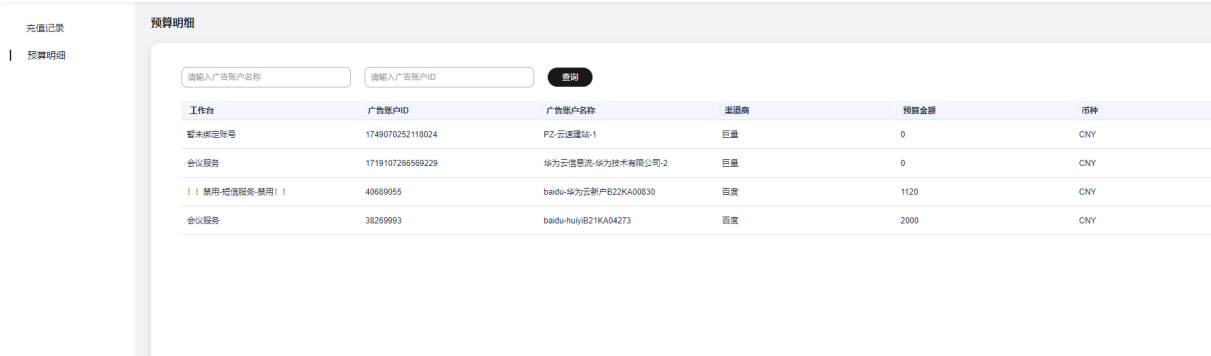 充值记录
预算明细
预算明细
请输入广告账户名称 请输入广告账户ID 查询
工作台 广告账户ID 广告账户名称 渠道商 预算金额 币种
暂未绑定账号 1749070252118024 PZ-云速建站-1 巨量 0 CNY
会议服务 1719107266569229 华为云信息流-华为技术有限公司-2 巨量 0 CNY
！！禁用-短信服务-禁用！！ 40689055 baidu-华为云新户B22KA00830 百度 1120 CNY
会议服务 38269993 baidu-huiyiB21KA04273 百度 2000 CNY